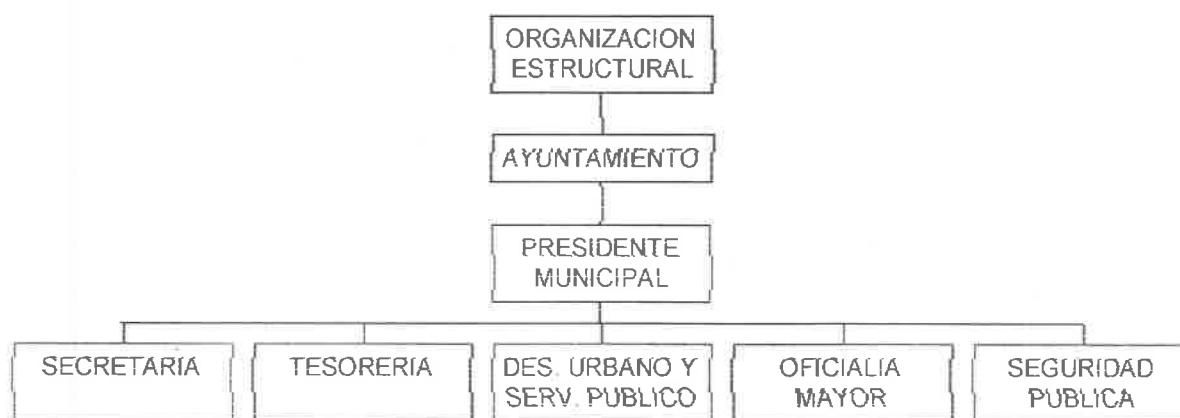 ORGANIZACION
ESTRUCTURAL
AYUNTAMIENTO
PRESIDENTE
MUNICIPAL
SECRETARIA
TESORERIA
DES. URBANO Y
SERV. PUBLICO
OFICIALIA
MAYOR
SEGURIDAD
PUBLICA